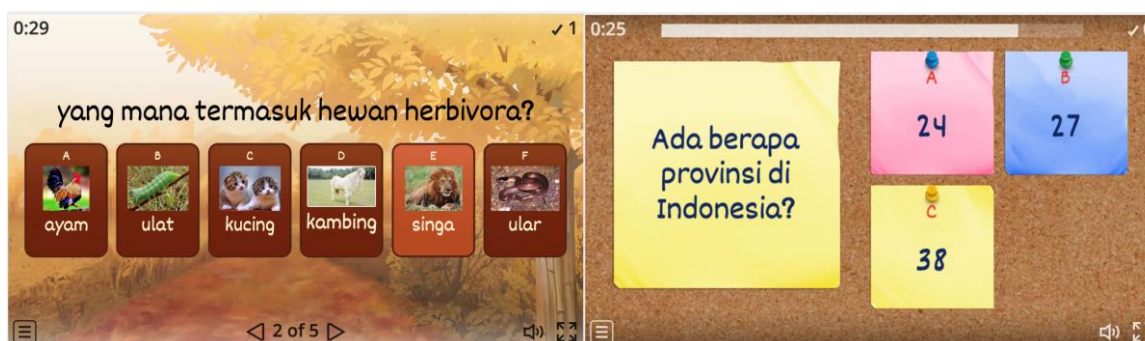 0:29
✓ 1
yang mana termasuk hewan herbivora?
A
ayam
B
ulat
C
kucing
D
kambing
E
singa
F
ular
2 of 5
0:25
✓
Ada berapa
provinsi di
Indonesia?
A
24
B
27
C
38